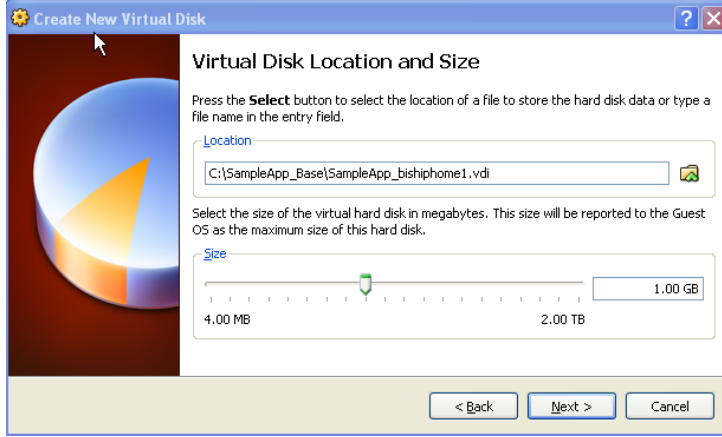 Create New Virtual Disk
Virtual Disk Location and Size
Press the Select button to select the location of a file to store the hard disk data or type a
file name in the entry field.
Location
C:\SampleApp_Base\SampleApp_bishiphome1.vdi
Select the size of the virtual hard disk in megabytes. This size will be reported to the Guest
OS as the maximum size of this hard disk.
Size
1.00 GB
4.00 MB 2.00 TB
< Back Next > Cancel